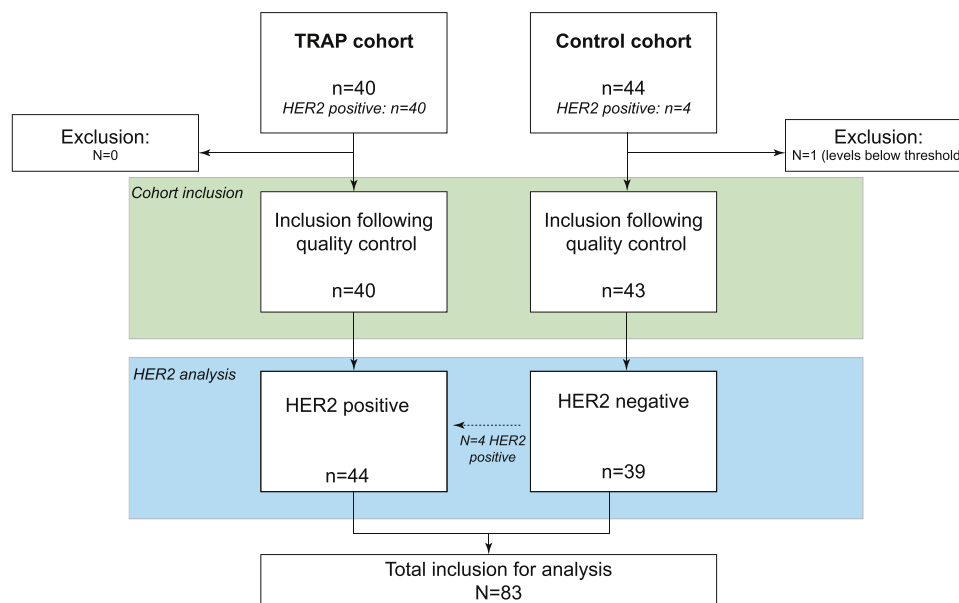 TRAP cohort
n=40
HER2 positive: n=40
Control cohort
n=44
HER2 positive: n=4
Exclusion:
N=0
Exclusion:
N=1 (levels below threshold
Cohort inclusion
Inclusion following
quality control
n=40
Inclusion following
quality control
n=43
HER2 analysis
HER2 positive
n=44
N=4 HER2
positive
HER2 negative
n=39
Total inclusion for analysis
N=83